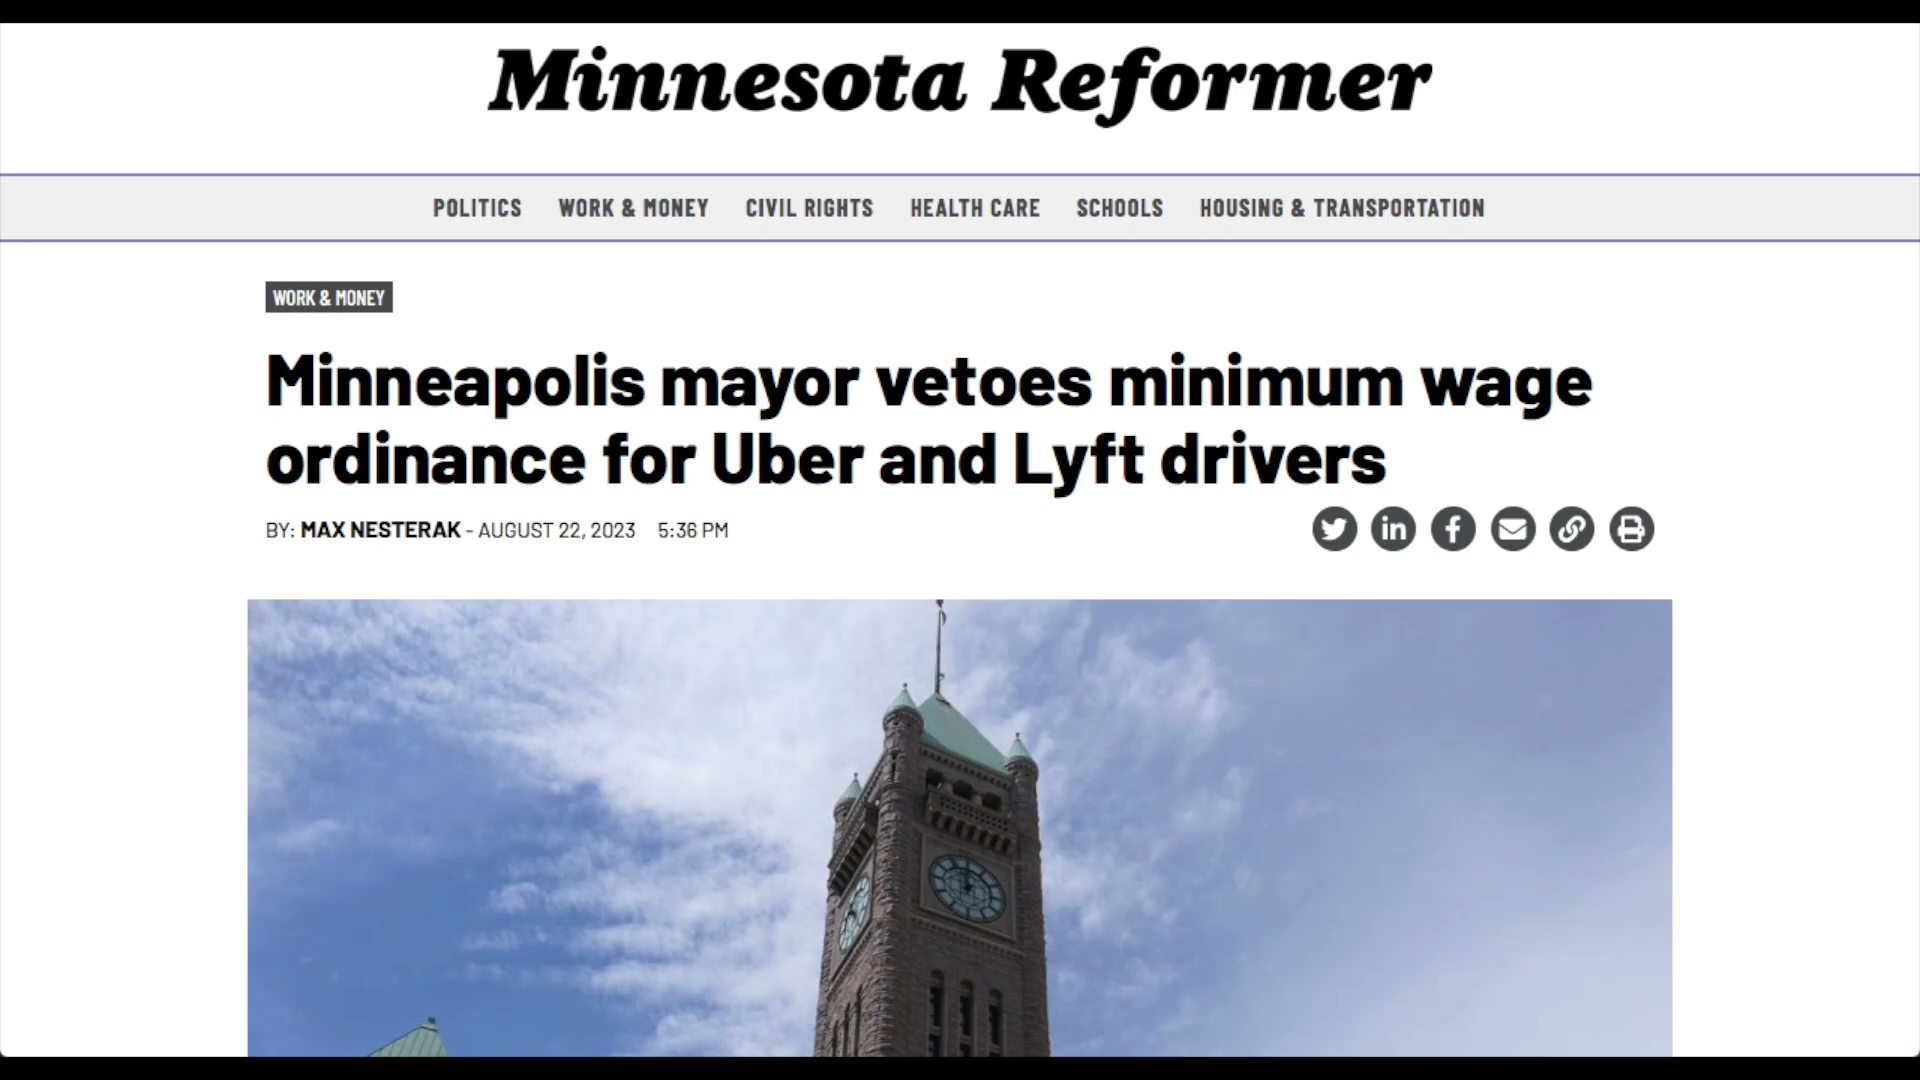 Minnesota Reformer
POLITICS WORK & MONEY CIVIL RIGHTS HEALTH CARE SCHOOLS HOUSING & TRANSPORTATION
WORK & MONEY
Minneapolis mayor vetoes minimum wage
ordinance for Uber and Lyft drivers
BY: MAX NESTERAK - AUGUST 22, 2023 5:36 PM